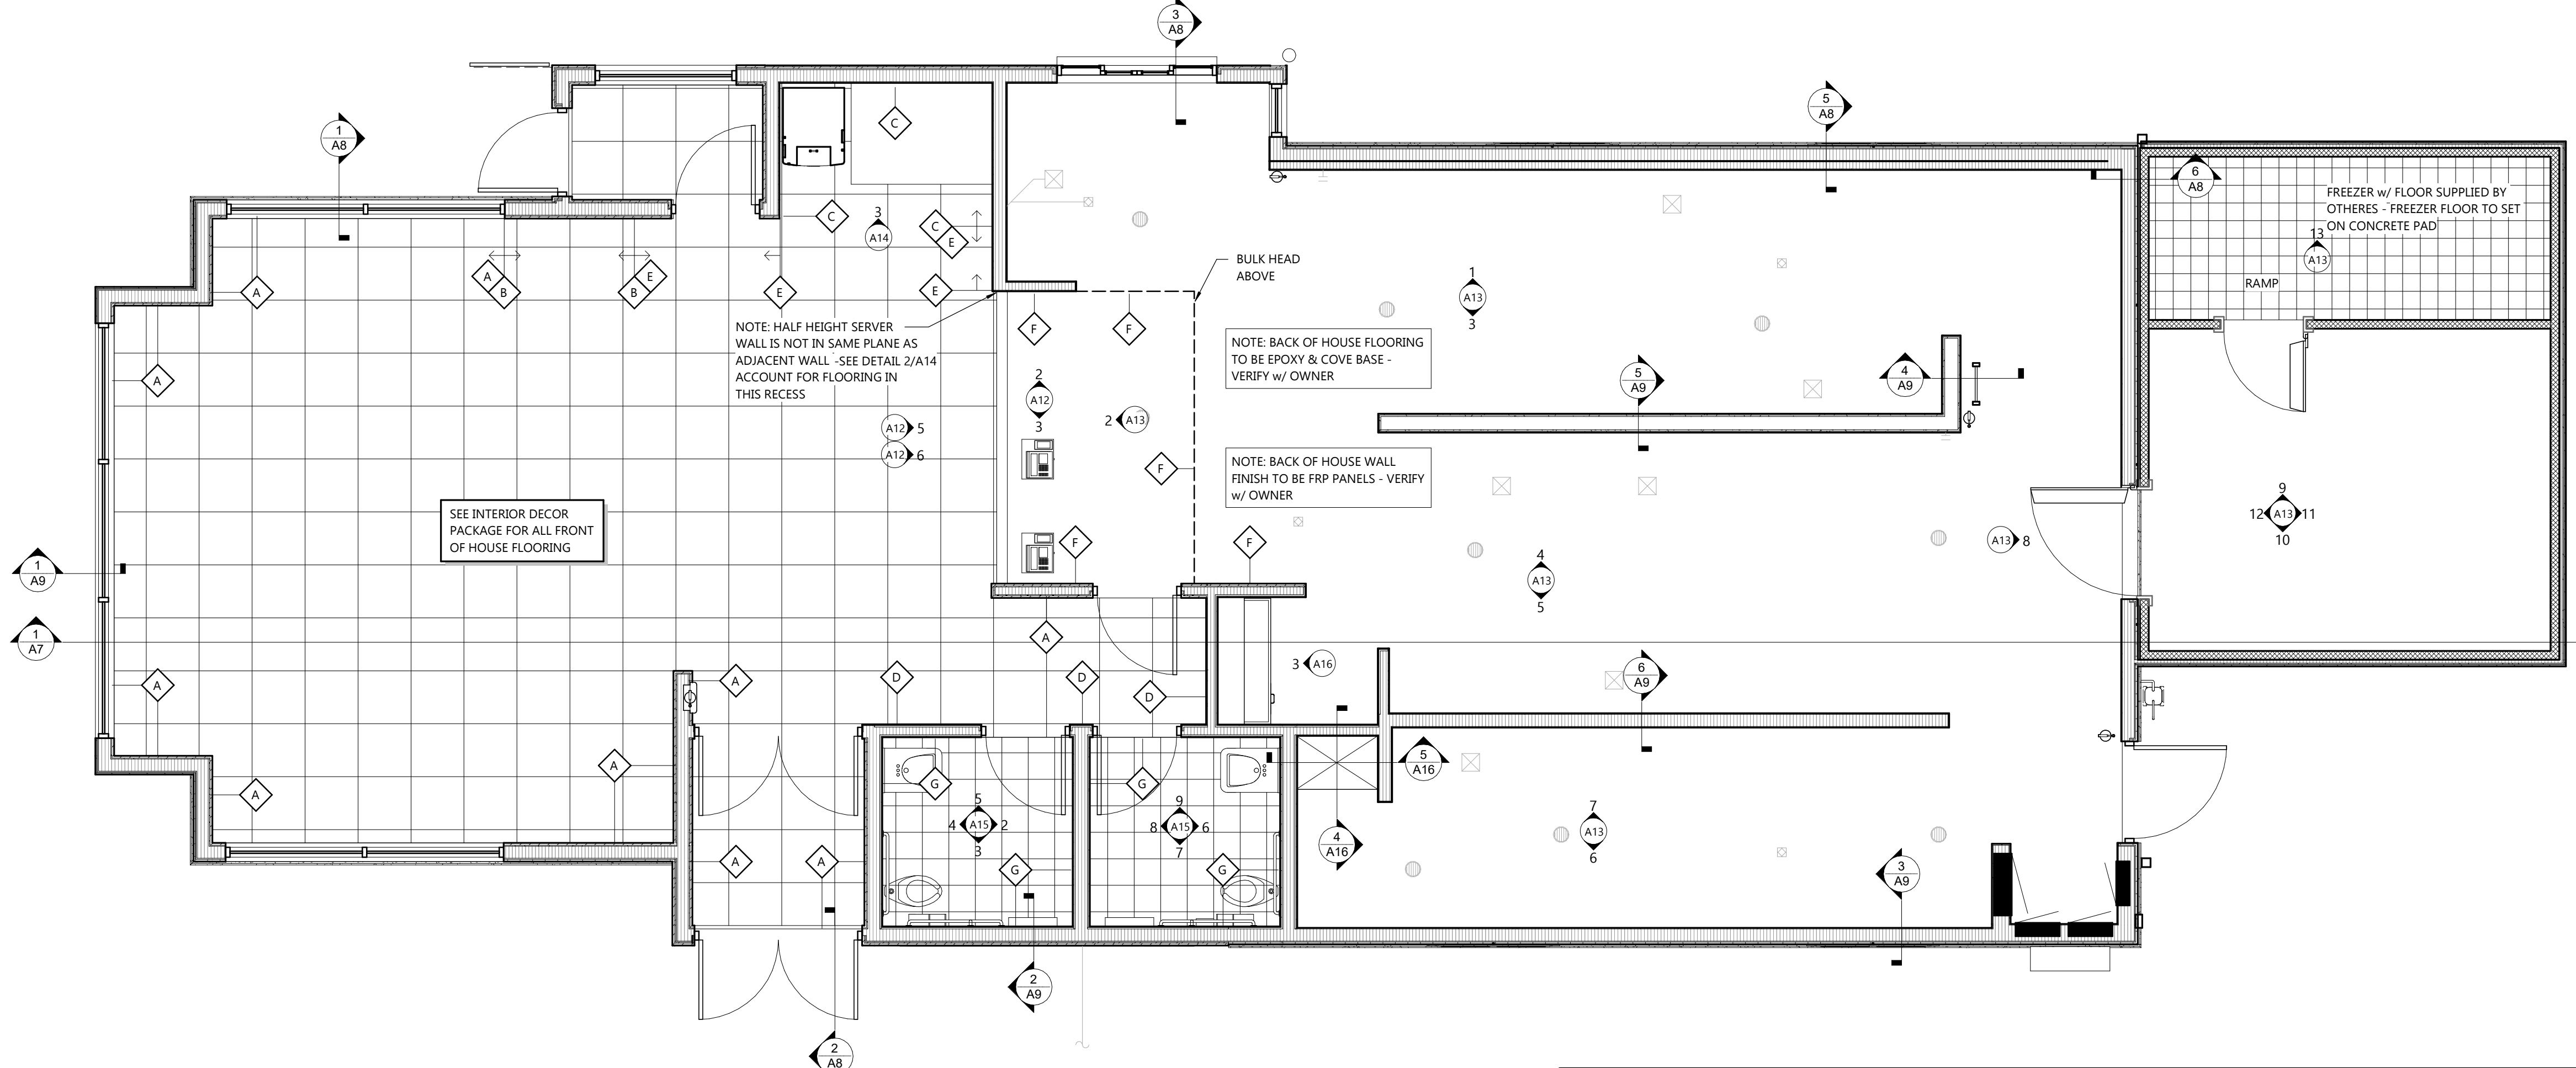 3
A8
1
A8
5
A8
6
A8
FREEZER w/ FLOOR SUPPLIED BY
OTHERES - FREEZER FLOOR TO SET
ON CONCRETE PAD
13
A13
RAMP
C
C
3
A14
C
E
E
A
B
E
B
E
A
A
BULK HEAD
ABOVE
1
A13
3
NOTE: HALF HEIGHT SERVER
WALL IS NOT IN SAME PLANE AS
ADJACENT WALL -SEE DETAIL 2/A14
ACCOUNT FOR FLOORING IN
THIS RECESS
F
F
NOTE: BACK OF HOUSE FLOORING
TO BE EPOXY & COVE BASE -
VERIFY w/ OWNER
5
A9
4
A9
2
A12
3
2
A13
A12
5
A12
6
F
NOTE: BACK OF HOUSE WALL
FINISH TO BE FRP PANELS - VERIFY
w/ OWNER
SEE INTERIOR DECOR
PACKAGE FOR ALL FRONT
OF HOUSE FLOORING
F
F
9
12
A13
11
10
A13
8
4
A13
5
1
A9
1
A7
A
A
A
D
D
D
3
A16
6
A9
A
A
G
G
5
A16
5
4
A15
2
3
9
8
A15
6
7
7
A13
6
4
A16
3
A9
A
A
G
G
2
A9
2
A8